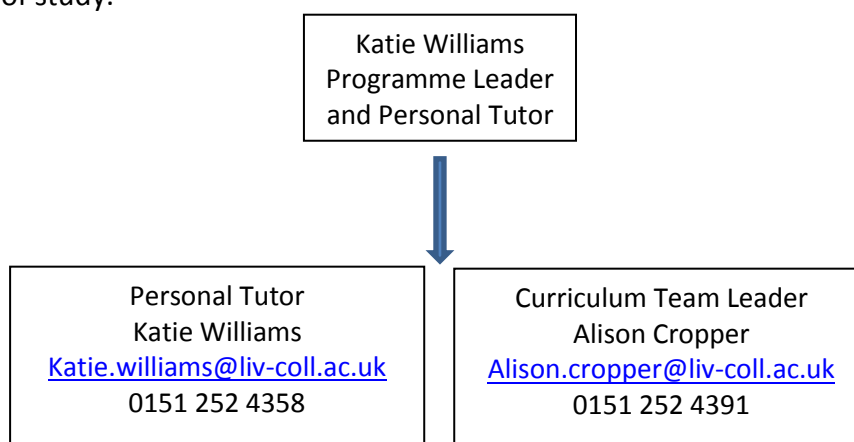 of study.
Katie Williams
Programme Leader
and Personal Tutor
Personal Tutor
Katie Williams
Katie.williams@liv-coll.ac.uk
0151 252 4358
Curriculum Team Leader
Alison Cropper
Alison.cropper@liv-coll.ac.uk
0151 252 4391